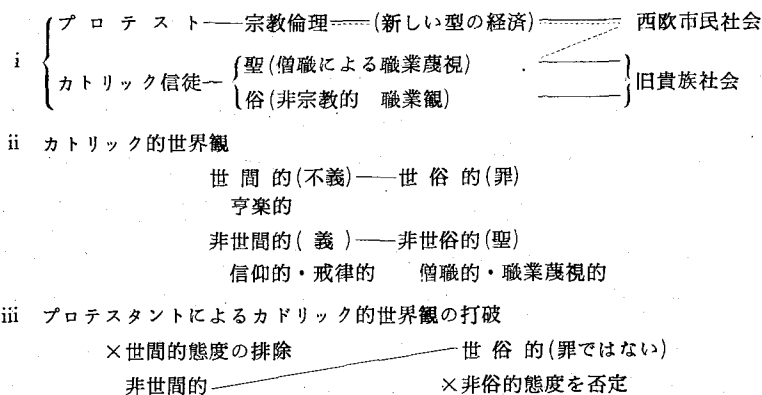 i プロテスト――宗教倫理――(新しい型の経済)――西欧市民社会
カトリック信徒―聖(僧職による職業蔑視)
俗(非宗教的 職業観)
旧貴族社会
ii カトリック的世界観
世間的(不義)――世俗的(罪)
亨楽的
非世間的(義)――非世俗的(聖)
信仰的・戒律的 僧職的・職業蔑視的
iii プロテスタントによるカドリック的世界観の打破
×世間的態度の排除 世俗的(罪ではない)
非世間的 ×非俗的態度を否定